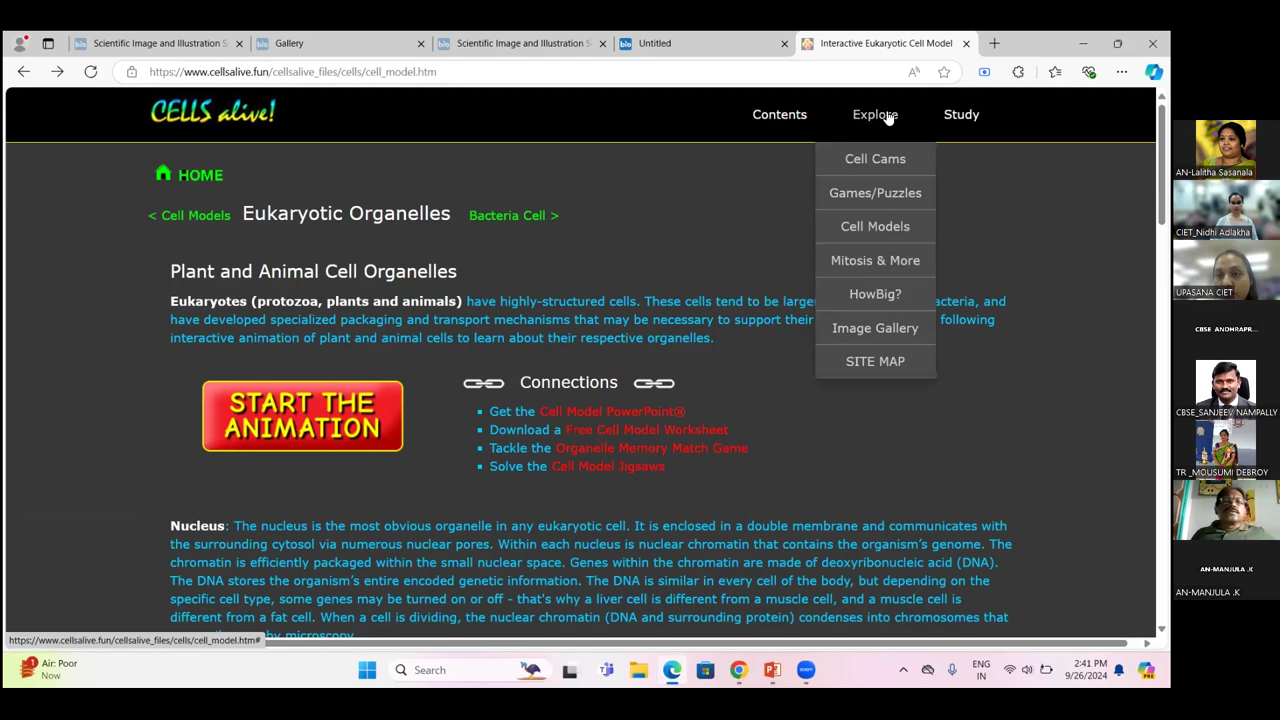 Scientific Image and Illustration S
Gallery
Scientific Image and Illustration S
Untitled
Interactive Eukaryotic Cell Model
https://www.cellsalive.fun/cellsalive_files/cells/cell_model.htm
CELLS alive!
Contents
Explore
Study
Cell Cams
Games/Puzzles
Cell Models
Mitosis & More
HowBig?
Image Gallery
SITE MAP
HOME
< Cell Models Eukaryotic Organelles Bacteria Cell >
Plant and Animal Cell Organelles
Eukaryotes (protozoa, plants and animals) have highly-structured cells. These cells tend to be large acteria, and
have developed specialized packaging and transport mechanisms that may be necessary to support their following
interactive animation of plant and animal cells to learn about their respective organelles.
START THE
ANIMATION
Connections
Get the Cell Model PowerPoint®
Download a Free Cell Model Worksheet
Tackle the Organelle Memory Match Game
Solve the Cell Model Jigsaws
Nucleus: The nucleus is the most obvious organelle in any eukaryotic cell. It is enclosed in a double membrane and communicates with
the surrounding cytosol via numerous nuclear pores. Within each nucleus is nuclear chromatin that contains the organism's genome. The
chromatin is efficiently packaged within the small nuclear space. Genes within the chromatin are made of deoxyribonucleic acid (DNA).
The DNA stores the organism's entire encoded genetic information. The DNA is similar in every cell of the body, but depending on the
specific cell type, some genes may be turned on or off - that's why a liver cell is different from a muscle cell, and a muscle cell is
different from a fat cell. When a cell is dividing, the nuclear chromatin (DNA and surrounding protein) condenses into chromosomes that
microscopy.
https://www.cellsalive.fun/cellsalive_files/cells/cell_model.htm#
1
Air: Poor
Now
Search
ENG
IN
2:41 PM
9/26/2024
AN-Lalitha Sasanala
CIET_Nidhi Adlakha
UPASANA CIET
CBSE ANDHRAPR...
CBSE_SANJEEV NAMPALLY
TR _MOUSUMI DEBROY
AN-MANJULA .K
AN-MANJULA .K